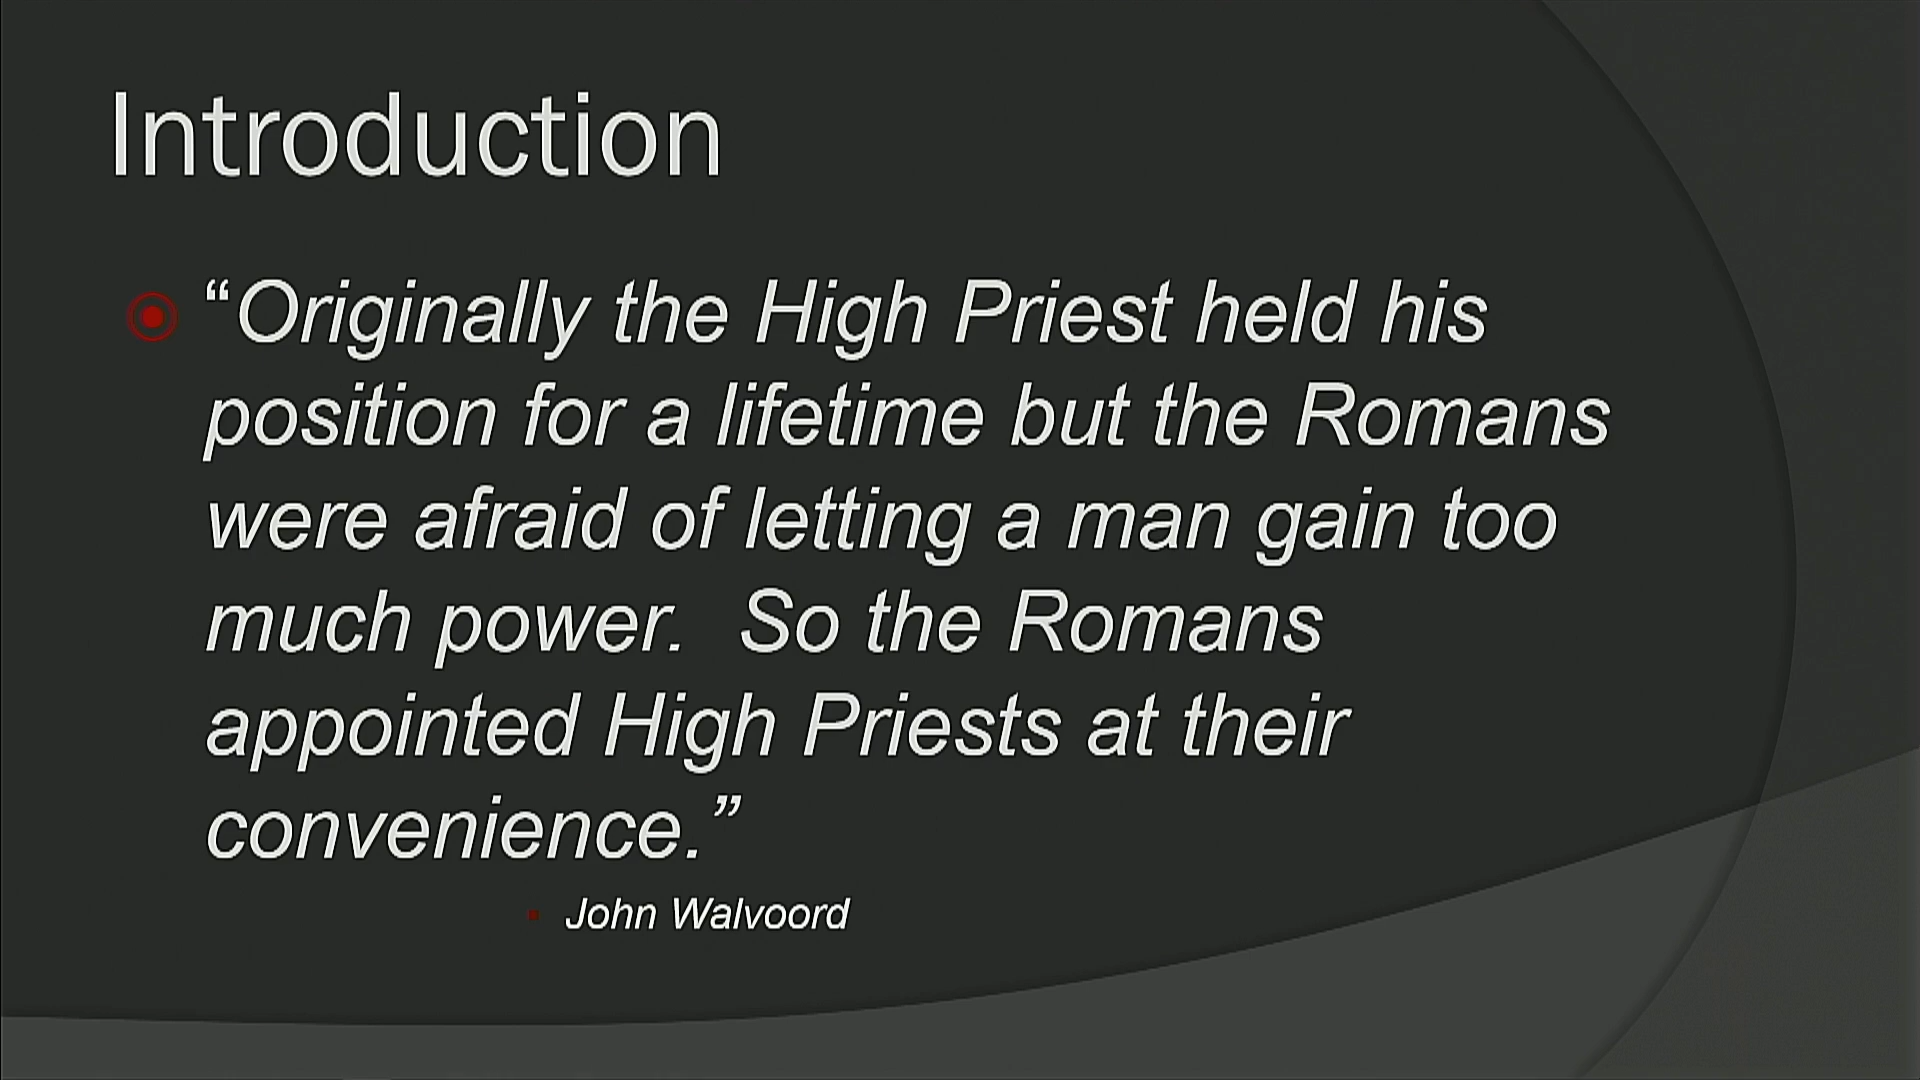 Introduction
“Originally the High Priest held his
position for a lifetime but the Romans
were afraid of letting a man gain too
much power.  So the Romans
appointed High Priests at their
convenience.”
John Walvoord